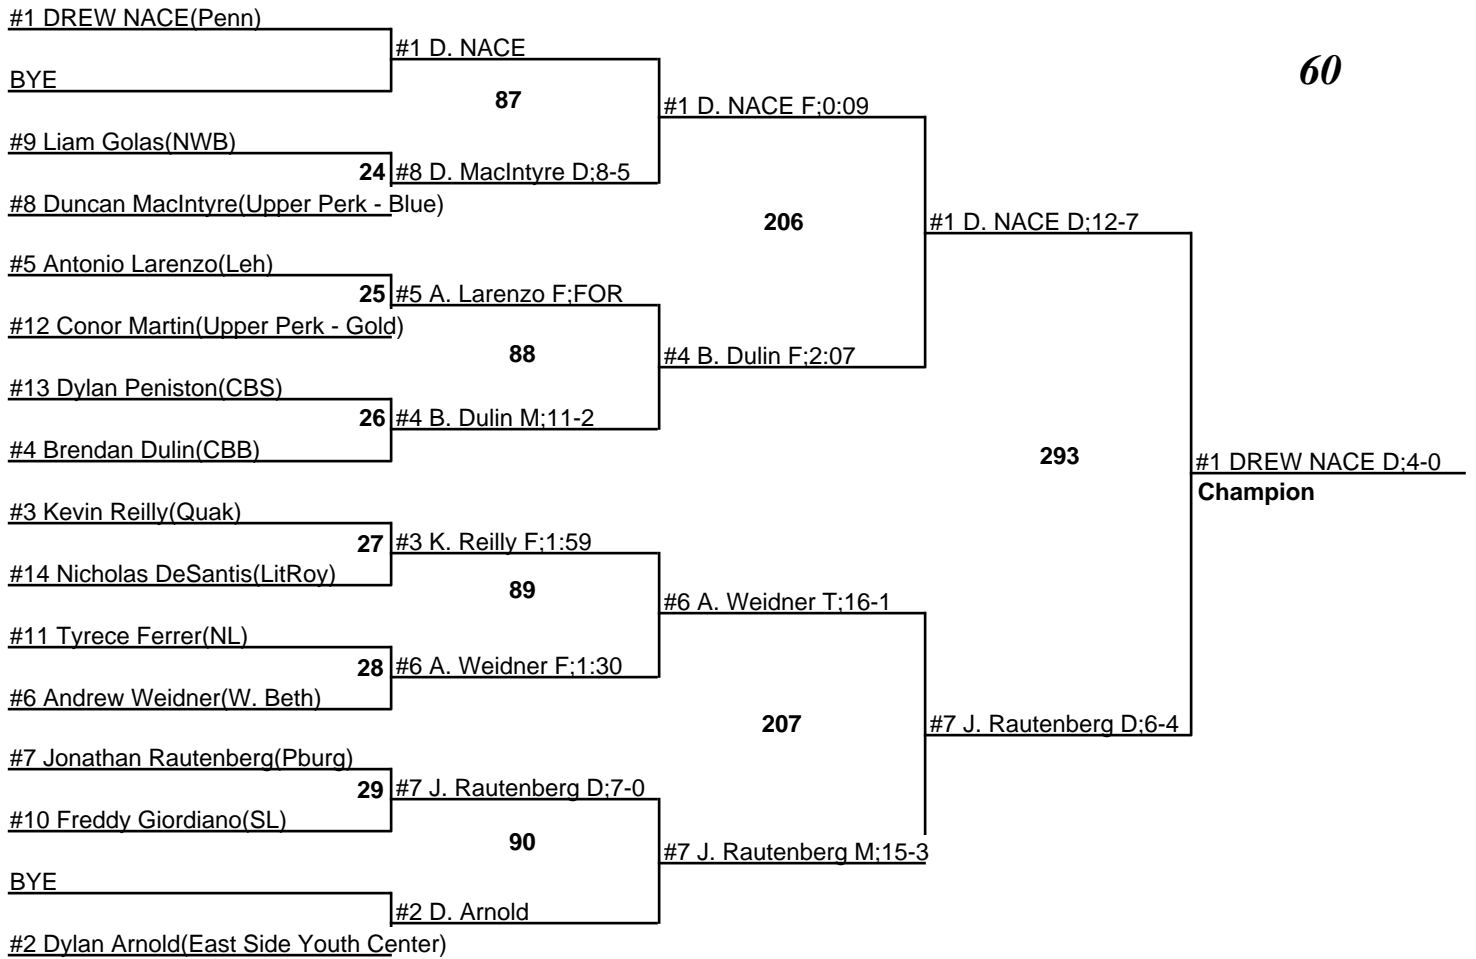 #1 DREW NACE(Penn)
#1 D. NACE
60
BYE
87
#1 D. NACE F;0:09
#9 Liam Golas(NWB)
24
#8 D. MacIntyre D;8-5
#8 Duncan MacIntyre(Upper Perk - Blue)
206
#1 D. NACE D;12-7
#5 Antonio Larenzo(Leh)
25
#5 A. Larenzo F;FOR
#12 Conor Martin(Upper Perk - Gold)
88
#4 B. Dulin F;2:07
#13 Dylan Peniston(CBS)
26
#4 B. Dulin M;11-2
#4 Brendan Dulin(CBB)
293
#1 DREW NACE D;4-0
Champion
#3 Kevin Reilly(Quak)
27
#3 K. Reilly F;1:59
#14 Nicholas DeSantis(LitRoy)
89
#6 A. Weidner T;16-1
#11 Tyrece Ferrer(NL)
28
#6 A. Weidner F;1:30
#6 Andrew Weidner(W. Beth)
207
#7 J. Rautenberg D;6-4
#7 Jonathan Rautenberg(Pburg)
29
#7 J. Rautenberg D;7-0
#10 Freddy Giordiano(SL)
90
#7 J. Rautenberg M;15-3
BYE
#2 D. Arnold
#2 Dylan Arnold(East Side Youth Center)